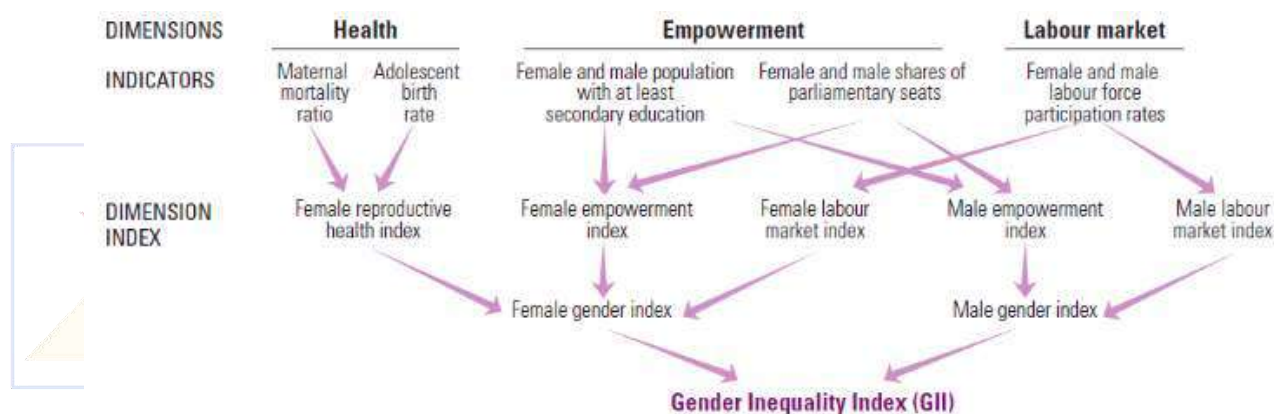 DIMENSIONS Health Empowerment Labour market
INDICATORS
Maternal
mortality
ratio
Adolescent
birth
rate
Female and male population
with at least
secondary education
Female and male shares of
parliamentary seats
Female and male
labour force
participation rates
DIMENSION
INDEX
Female reproductive
health index
Female empowerment
index
Female labour
market index
Male empowerment
index
Male labour
market index
Female gender index
Male gender index
Gender Inequality Index (GII)